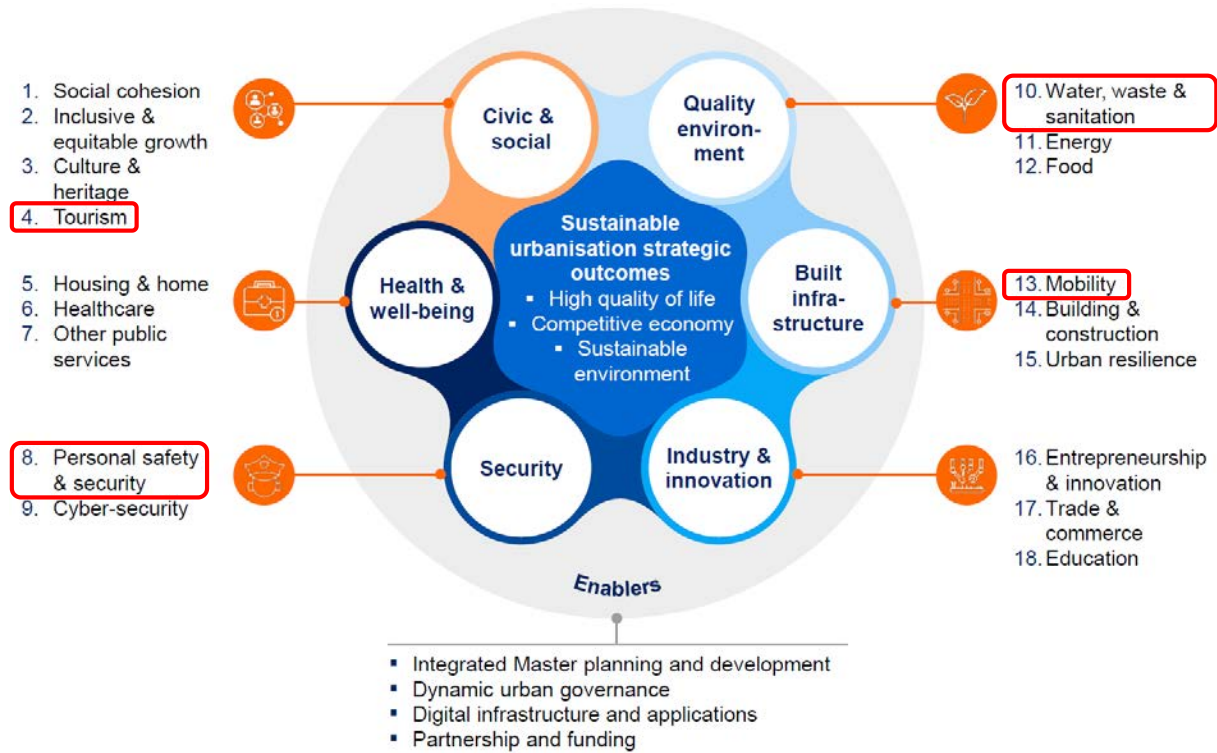 1. Social cohesion
2. Inclusive &
equitable growth
3. Culture &
heritage
4. Tourism
5. Housing & home
6. Healthcare
7. Other public
services
8. Personal safety
& security
9. Cyber-security
Civic &
social
Quality
environ-
ment
Health &
well-being
Sustainable
urbanisation strategic
outcomes
▪ High quality of life
▪ Competitive economy
▪ Sustainable
environment
Built
infra-
structure
Security
Industry &
innovation
10. Water, waste &
sanitation
11. Energy
12. Food
13. Mobility
14. Building &
construction
15. Urban resilience
16. Entrepreneurship
& innovation
17. Trade &
commerce
18. Education
Enablers
▪ Integrated Master planning and development
▪ Dynamic urban governance
▪ Digital infrastructure and applications
▪ Partnership and funding